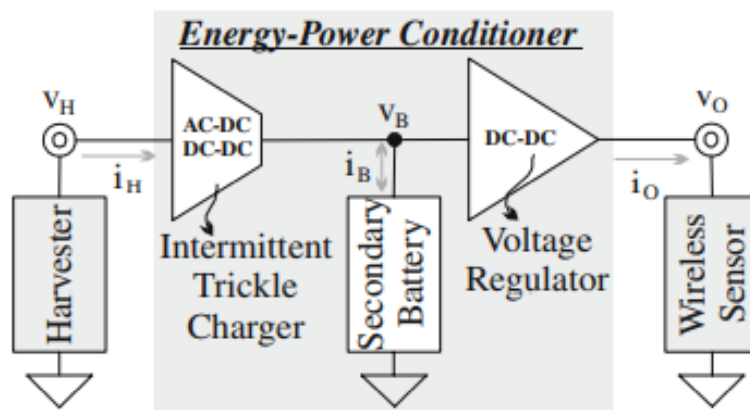 Energy-Power Conditioner
vH
AC-DC
DC-DC
vB
DC-DC
vO
iH
iB
iO
Intermittent
Trickle
Charger
Voltage
Regulator
Harvester
Secondary
Battery
Wireless
Sensor